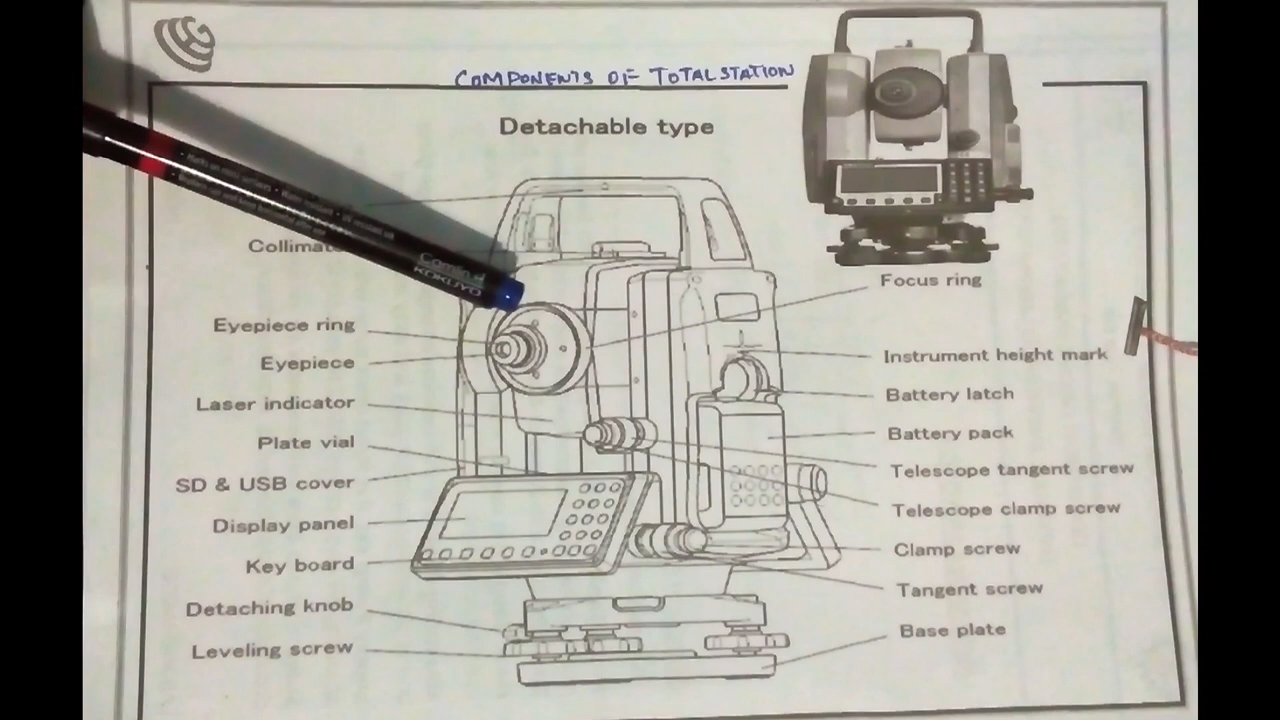 COMPONENTS OF TOTAL STATION
Detachable type
Camlin
KOKUYO
Eyepiece ring
Eyepiece
Laser indicator
Plate vial
SD & USB cover
Display panel
Key board
Detaching knob
Leveling screw
Focus ring
Instrument height mark
Battery latch
Battery pack
Telescope tangent screw
Telescope clamp screw
Clamp screw
Tangent screw
Base plate